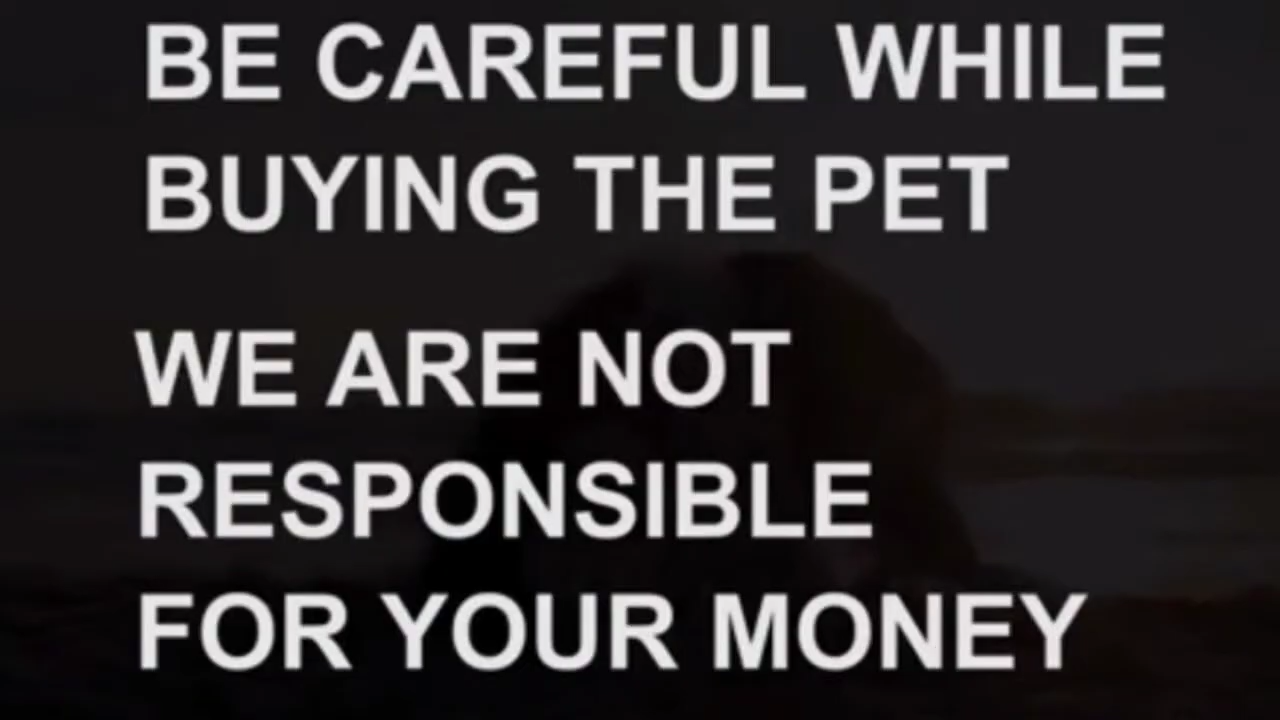 BE CAREFUL WHILE
BUYING THE PET
WE ARE NOT
RESPONSIBLE
FOR YOUR MONEY